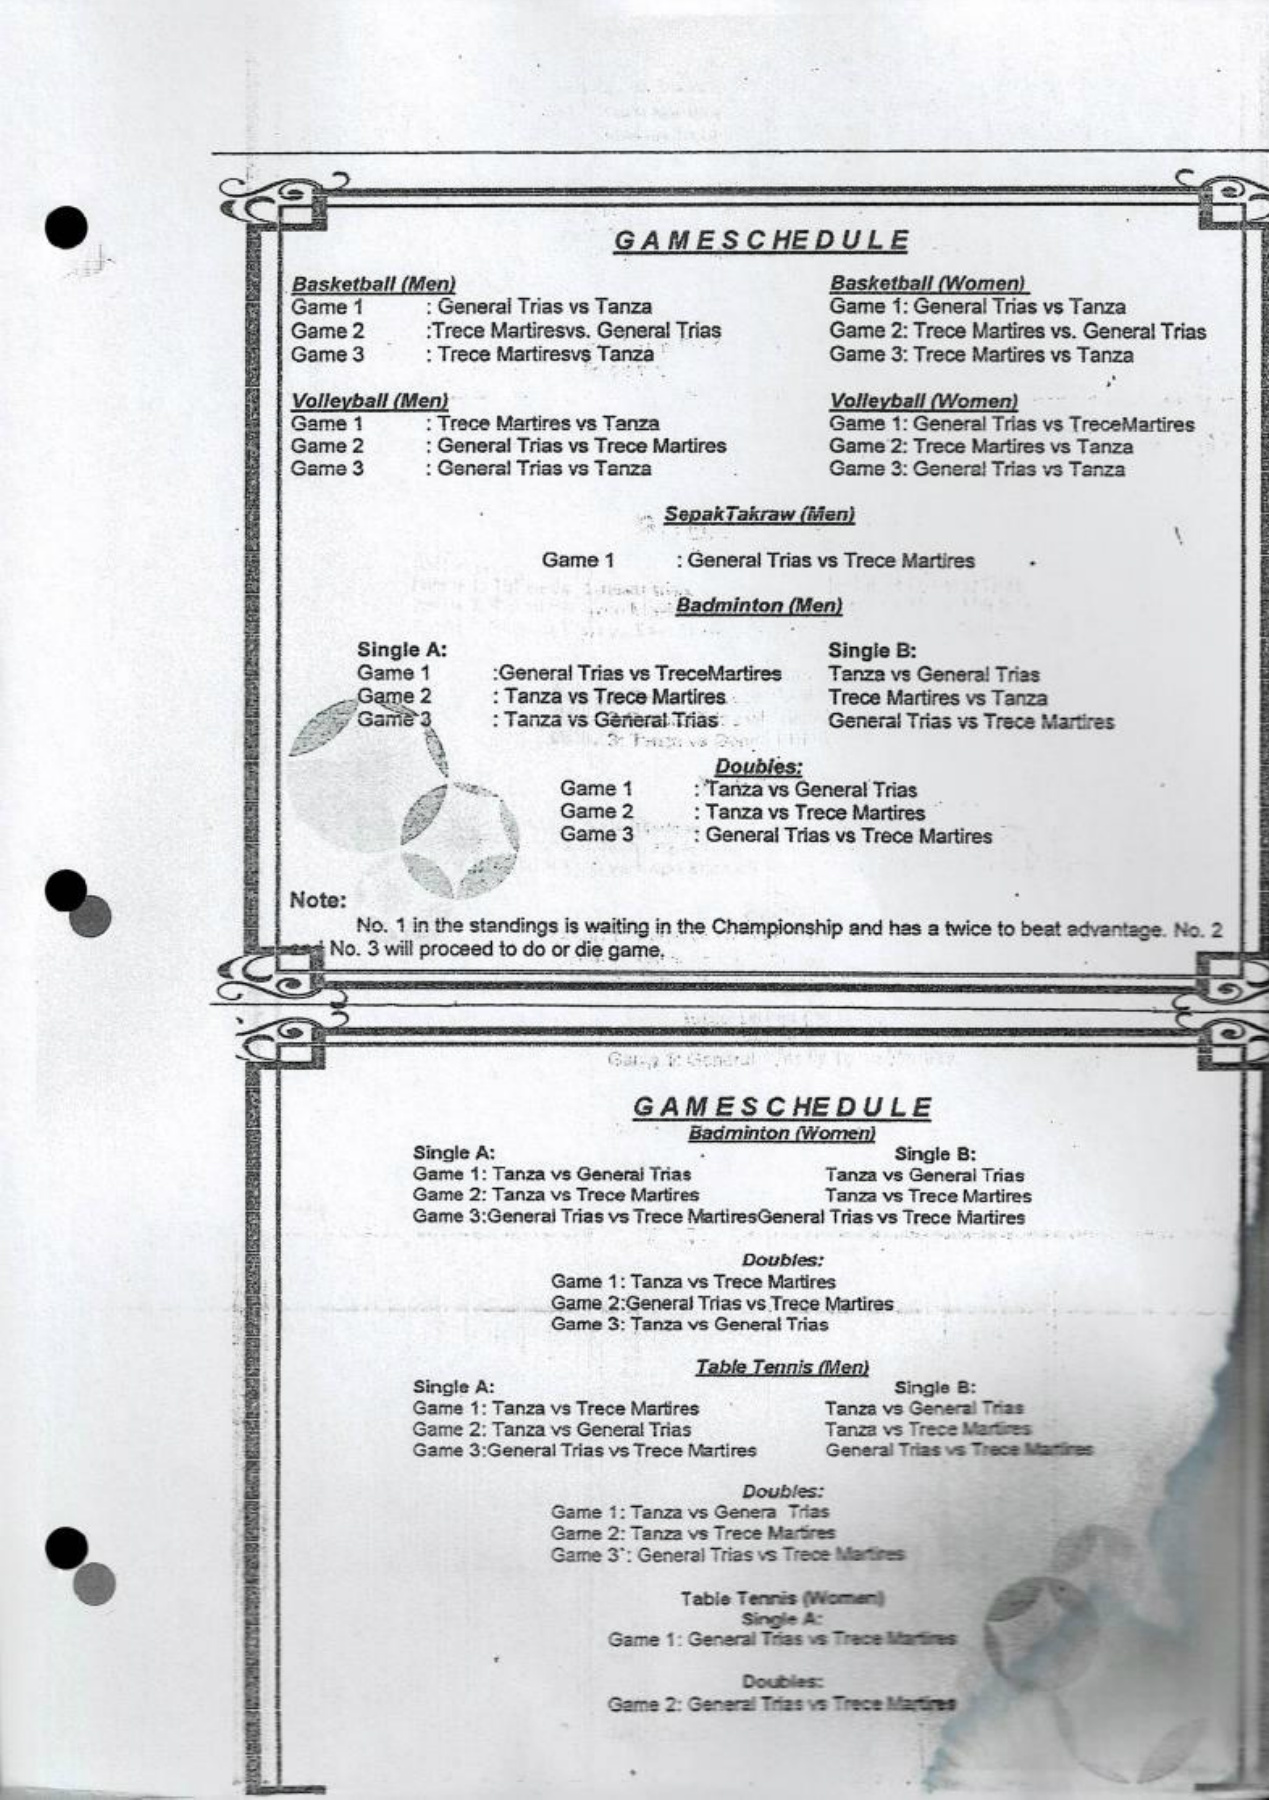 GAMESCHEDULE
Basketball (Men)
Game 1 : General Trias vs Tanza
Game 2 :Trece Martiresvs. General Trias
Game 3 : Trece Martiresvs Tanza
Basketball (Women)
Game 1: General Trias vs Tanza
Game 2: Trece Martires vs. General Trias
Game 3: Trece Martires vs Tanza
Volleyball (Men)
Game 1 : Trece Martires vs Tanza
Game 2 : General Trias vs Trece Martires
Game 3 : General Trias vs Tanza
Volleyball (Women)
Game 1: General Trias vs TreceMartires
Game 2: Trece Martires vs Tanza
Game 3: General Trias vs Tanza
SepakTakraw (Men)
Game 1 : General Trias vs Trece Martires
Badminton (Men)
Single A:
Game 1 :General Trias vs TreceMartires
Game 2 : Tanza vs Trece Martires
Game 3 : Tanza vs General Trias
Single B:
Tanza vs General Trias
Trece Martires vs Tanza
General Trias vs Trece Martires
Doubles:
Game 1 : Tanza vs General Trias
Game 2 : Tanza vs Trece Martires
Game 3 : General Trias vs Trece Martires
Note:
No. 1 in the standings is waiting in the Championship and has a twice to beat advantage. No. 2
and No. 3 will proceed to do or die game.
GAMESCHEDULE
Badminton (Women)
Single A: Single B:
Game 1: Tanza vs General Trias Tanza vs General Trias
Game 2: Tanza vs Trece Martires Tanza vs Trece Martires
Game 3:General Trias vs Trece MartiresGeneral Trias vs Trece Martires
Doubles:
Game 1: Tanza vs Trece Martires
Game 2:General Trias vs Trece Martires
Game 3: Tanza vs General Trias
Table Tennis (Men)
Single A: Single B:
Game 1: Tanza vs Trece Martires Tanza vs General Trias
Game 2: Tanza vs General Trias Tanza vs Trece Martires
Game 3:General Trias vs Trece Martires General Trias vs Trece Martires
Doubles:
Game 1: Tanza vs Genera Trias
Game 2: Tanza vs Trece Martires
Game 3: General Trias vs Trece Martires
Table Tennis (Women)
Single A:
Game 1: General Trias vs Trece Martires
Doubles:
Game 2: General Trias vs Trece Martires